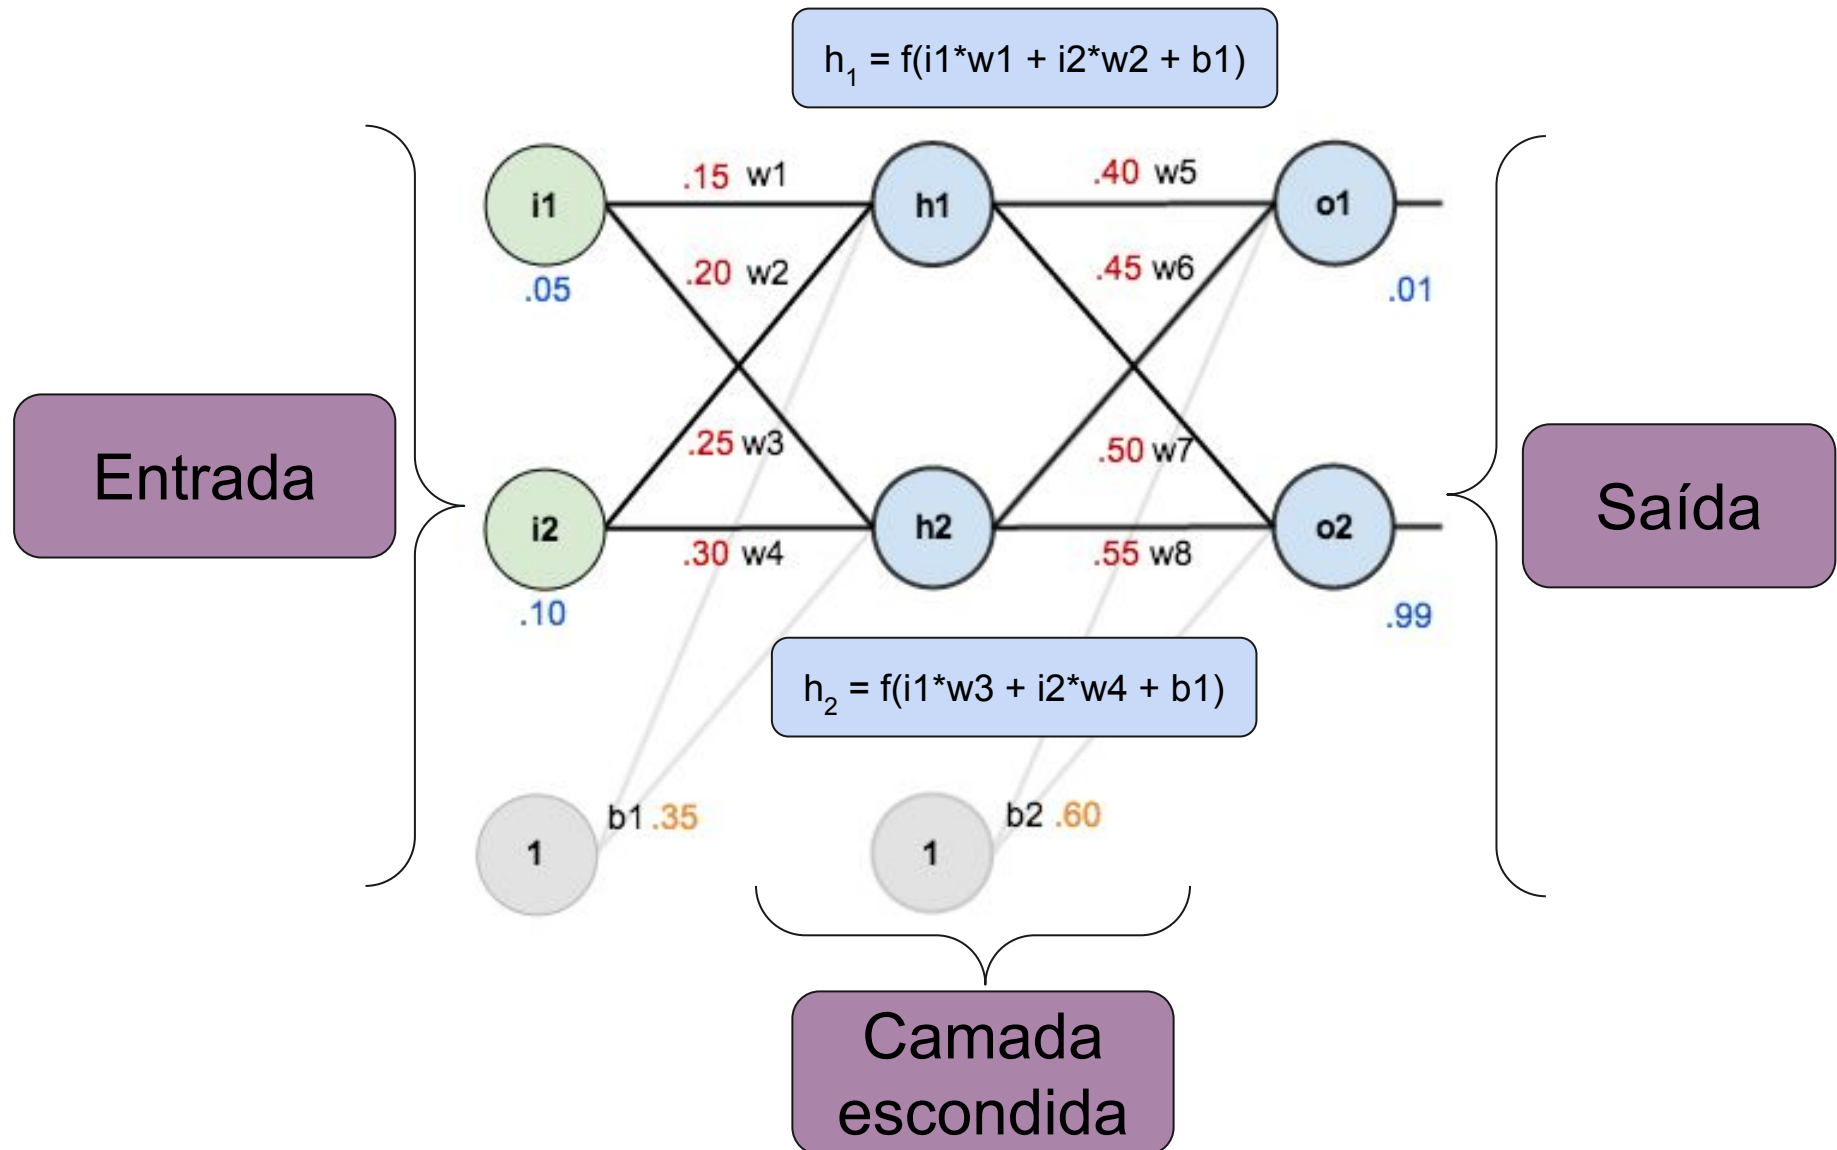 h1 = f(i1*w1 + i2*w2 + b1)
.15 w1
.40 w5
i1
h1
o1
.20 w2
.45 w6
.05
.01
.25 w3
.50 w7
Entrada
Saída
i2
h2
o2
.30 w4
.55 w8
.10
.99
h2 = f(i1*w3 + i2*w4 + b1)
b1 .35
b2 .60
1
1
Camada
escondida